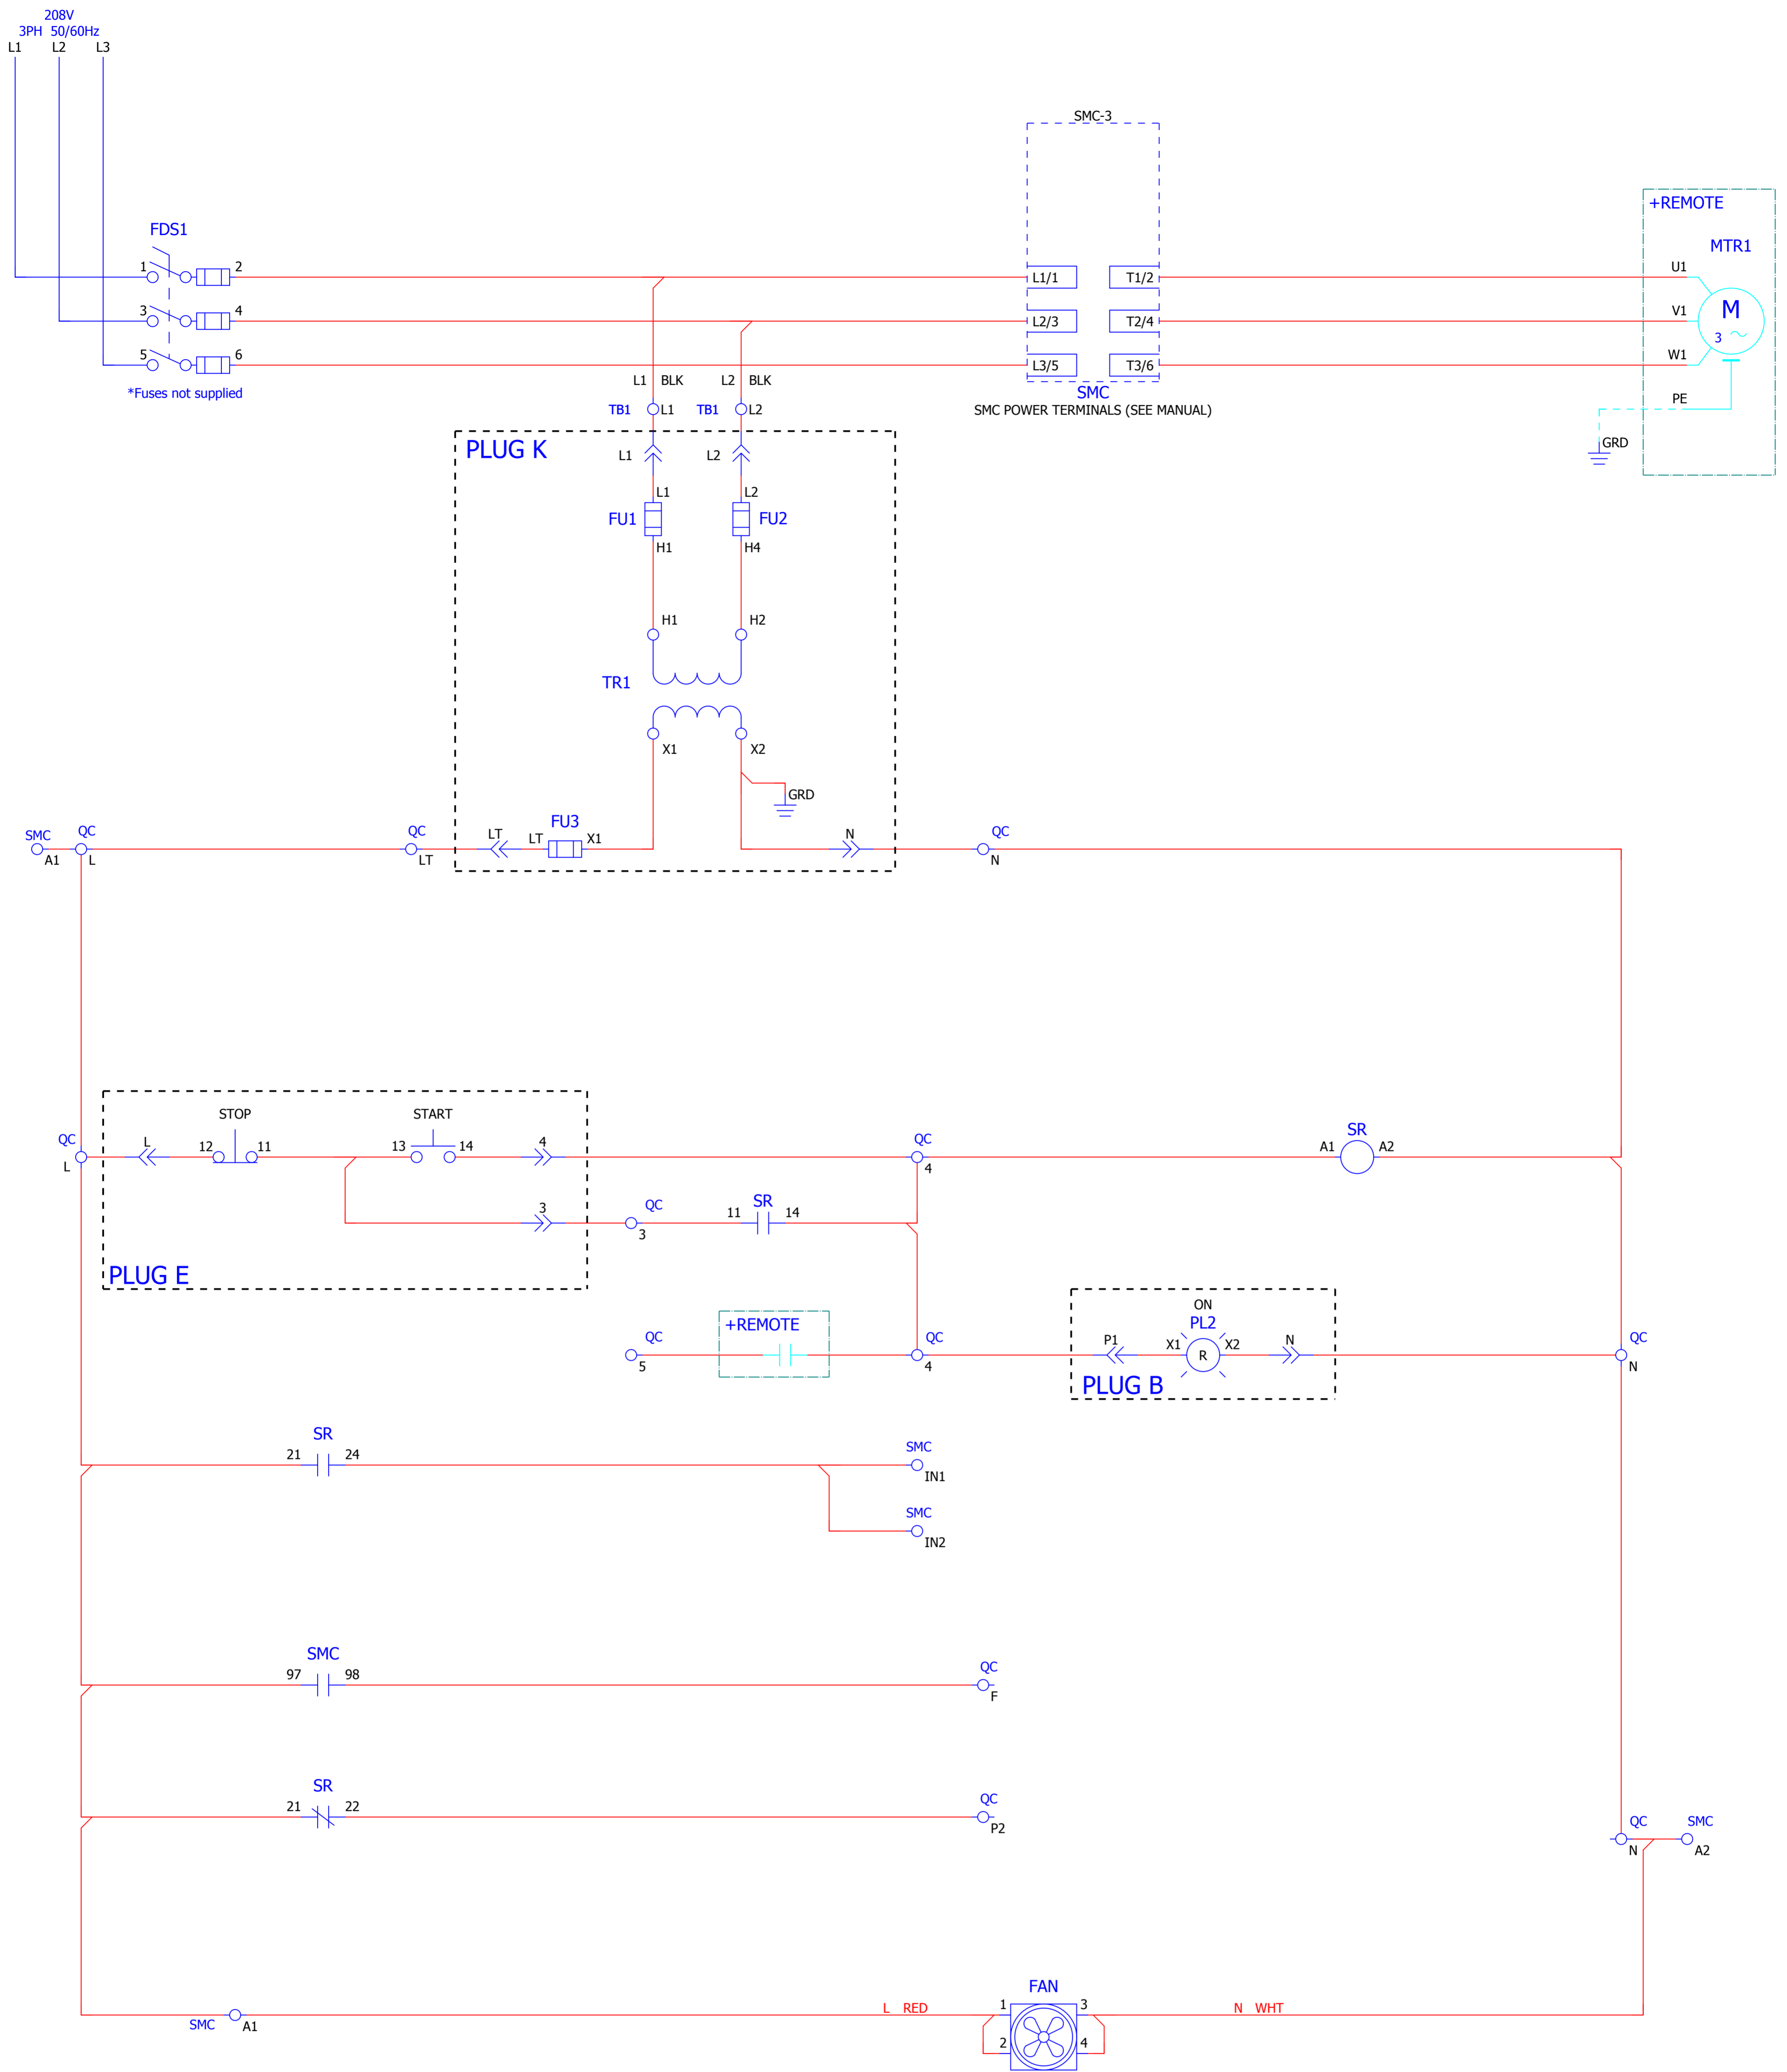 208V
3PH 50/60Hz
L1 L2 L3
SMC-3
+REMOTE
MTR1
FDS1
1 2
L1/1 T1/2
U1
3 4
L2/3 T2/4
V1
M
3
5 6
L3/5 T3/6
W1
*Fuses not supplied
SMC
SMC POWER TERMINALS (SEE MANUAL)
PE
GRD
L1 BLK L2 BLK
TB1 L1 TB1 L2
PLUG K
L1 L2
L1 L2
FU1 FU2
H1 H4
H1 H2
TR1
X1 X2
GRD
SMC QC QC FU3 QC
LT LT X1 N
A1 L LT N
STOP START
QC L 12 11 13 14 4 QC SR
A1 A2
L 4
3 QC SR
11 14
3
PLUG E
+REMOTE
ON
PL2
QC QC P1 X1 R X2 N QC
5 4 N
PLUG B
SR
21 24
SMC
IN1
SMC
IN2
SMC
97 98
QC
F
SR
21 22
QC
P2
QC SMC
N A2
FAN
L RED 1 3 N WHT
SMC A1
2 4